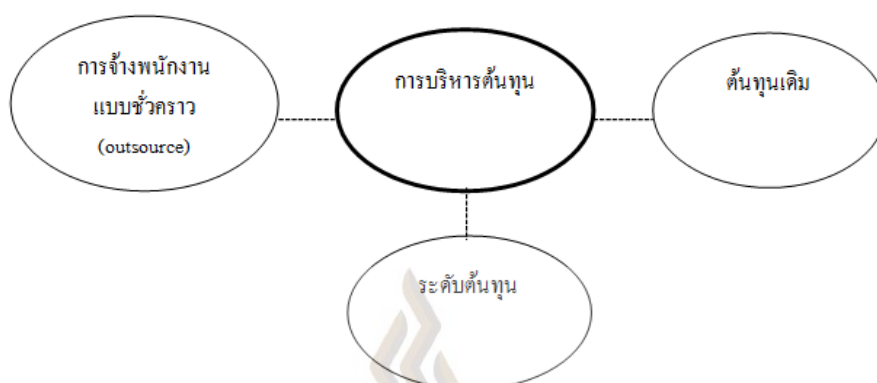 การจ้างพนักงาน
แบบชั่วคราว
(outsource)
การบริหารต้นทุน
ต้นทุนเดิม
ระดับต้นทุน